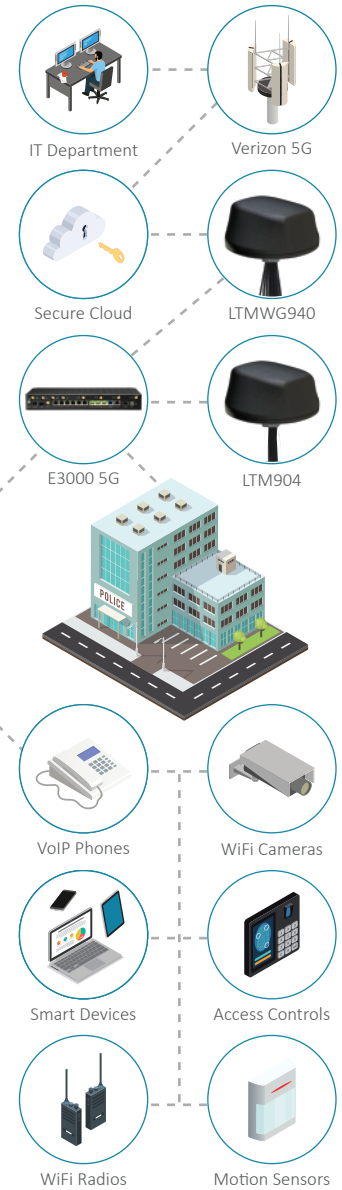 IT Department
Verizon 5G
Secure Cloud
LTMWG940
E3000 5G
LTM904
POLICE
VoIP Phones
WiFi Cameras
Smart Devices
Access Controls
WiFi Radios
Motion Sensors